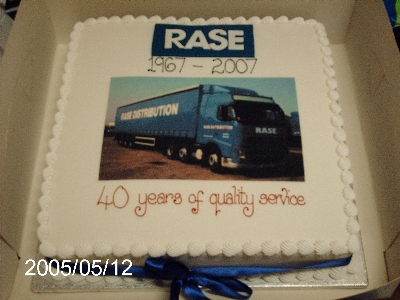 RASE
1967 - 2007
RASE DISTRIBUTION
RASE
40 years of quality service
2005/05/12